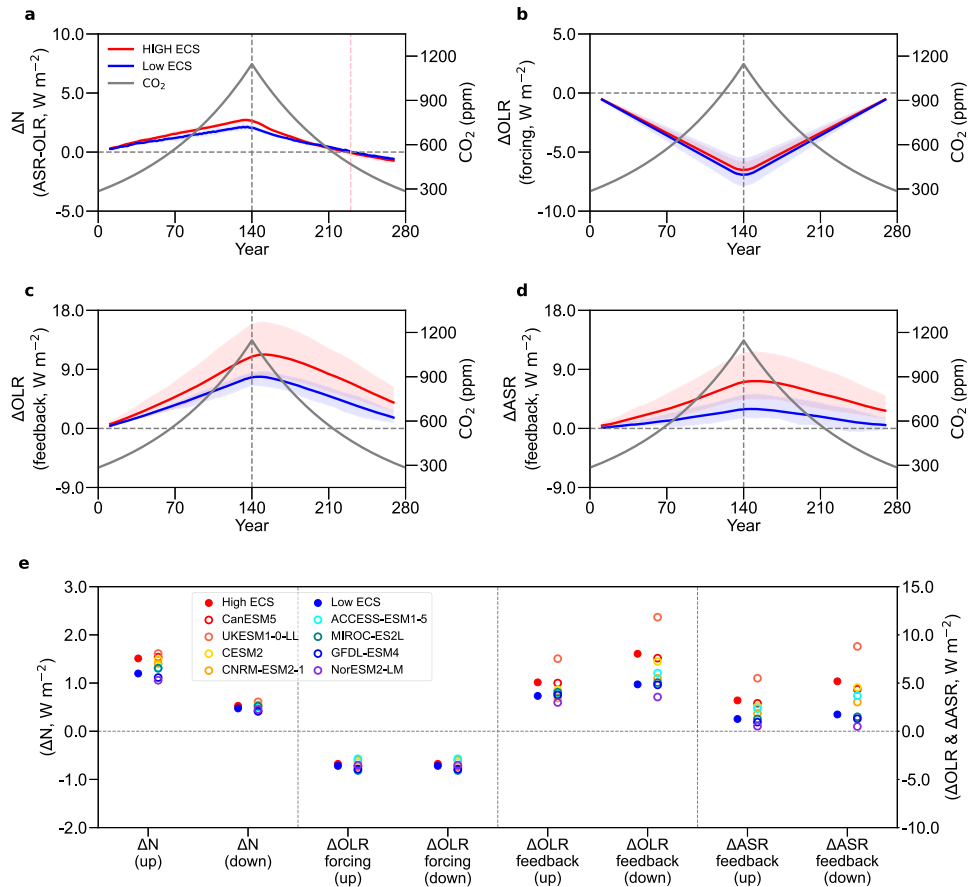 a
10.0
5.0
0.0
-5.0
ΔN
(ASR-OLR, W m⁻²)
HIGH ECS
Low ECS
CO₂
1200
900
600
300
CO₂ (ppm)
0
70
140
210
280
Year
b
5.0
0.0
-5.0
-10.0
ΔOLR
(forcing, W m⁻²)
1200
900
600
300
CO₂ (ppm)
0
70
140
210
280
Year
c
18.0
9.0
0.0
-9.0
ΔOLR
(feedback, W m⁻²)
1200
900
600
300
CO₂ (ppm)
0
70
140
210
280
Year
d
18.0
9.0
0.0
-9.0
ΔASR
(feedback, W m⁻²)
1200
900
600
300
CO₂ (ppm)
0
70
140
210
280
Year
e
3.0
2.0
1.0
0.0
-1.0
-2.0
(ΔN, W m⁻²)
High ECS
CanESM5
UKESM1-0-LL
CESM2
CNRM-ESM2-1
Low ECS
ACCESS-ESM1-5
MIROC-ES2L
GFDL-ESM4
NorESM2-LM
15.0
10.0
5.0
0.0
-5.0
-10.0
(ΔOLR & ΔASR, W m⁻²)
ΔN
(up)
ΔN
(down)
ΔOLR
forcing
(up)
ΔOLR
forcing
(down)
ΔOLR
feedback
(up)
ΔOLR
feedback
(down)
ΔASR
feedback
(up)
ΔASR
feedback
(down)